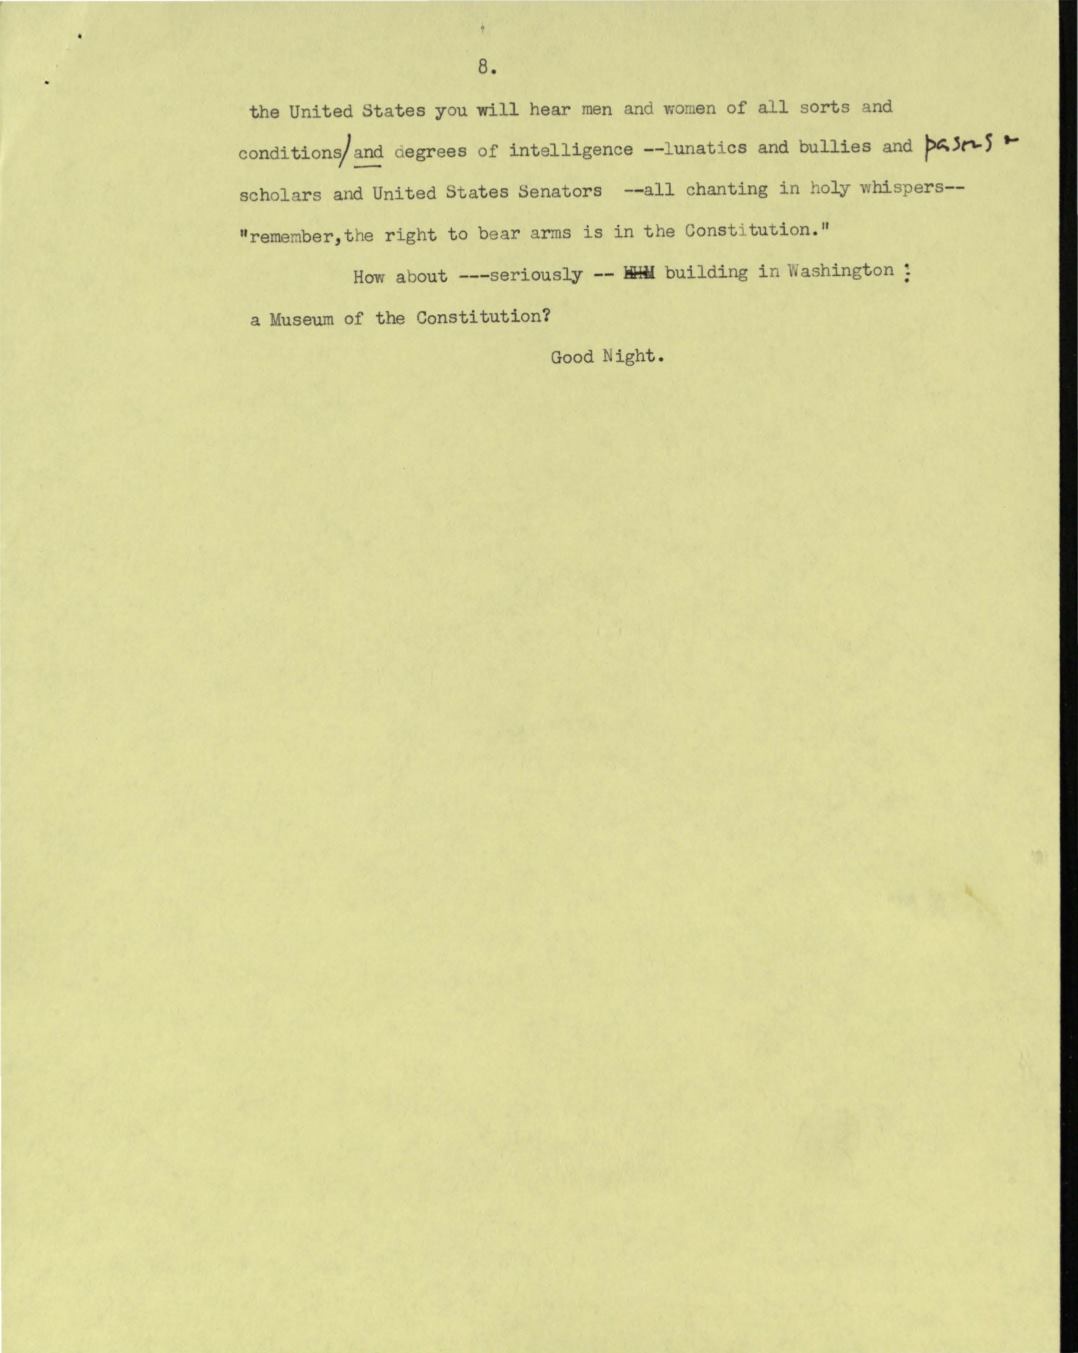 8.
the United States you will hear men and women of all sorts and
conditions/and degrees of intelligence --lunatics and bullies and
scholars and United States Senators --all chanting in holy whispers--
"remember,the right to bear arms is in the Constitution."
How about ---seriously -- building in Washington :
a Museum of the Constitution?
Good Night.